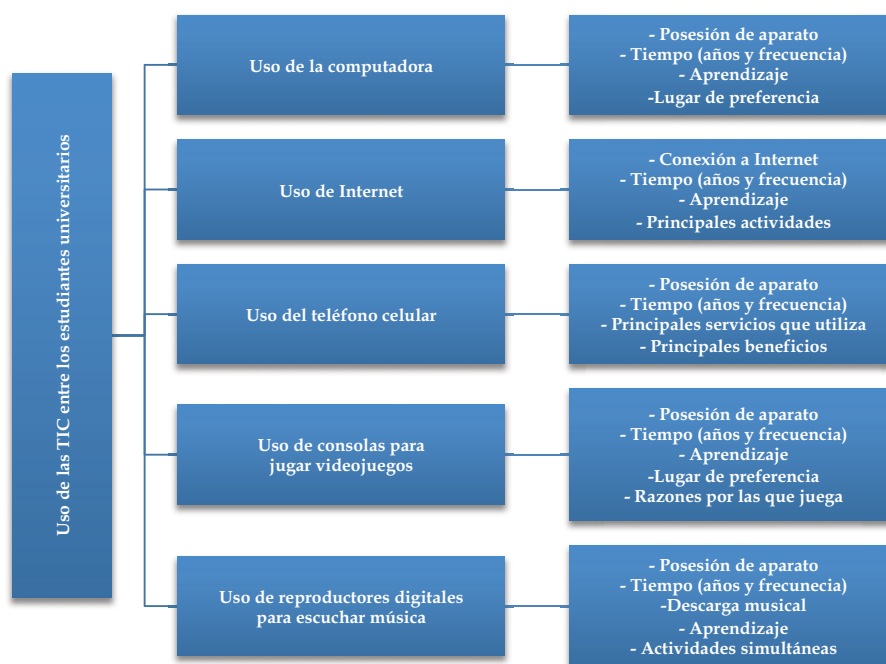 Uso de las TIC entre los estudiantes universitarios
Uso de la computadora
- Posesión de aparato
- Tiempo (años y frecuencia)
- Aprendizaje
-Lugar de preferencia
Uso de Internet
- Conexión a Internet
- Tiempo (años y frecuencia)
- Aprendizaje
- Principales actividades
Uso del teléfono celular
- Posesión de aparato
- Tiempo (años y frecuencia)
- Principales servicios que utiliza
- Principales beneficios
Uso de consolas para
jugar videojuegos
- Posesión de aparato
- Tiempo (años y frecuencia)
- Aprendizaje
-Lugar de preferencia
- Razones por las que juega
Uso de reproductores digitales
para escuchar música
- Posesión de aparato
- Tiempo (años y frecunecia)
-Descarga musical
- Aprendizaje
- Actividades simultáneas